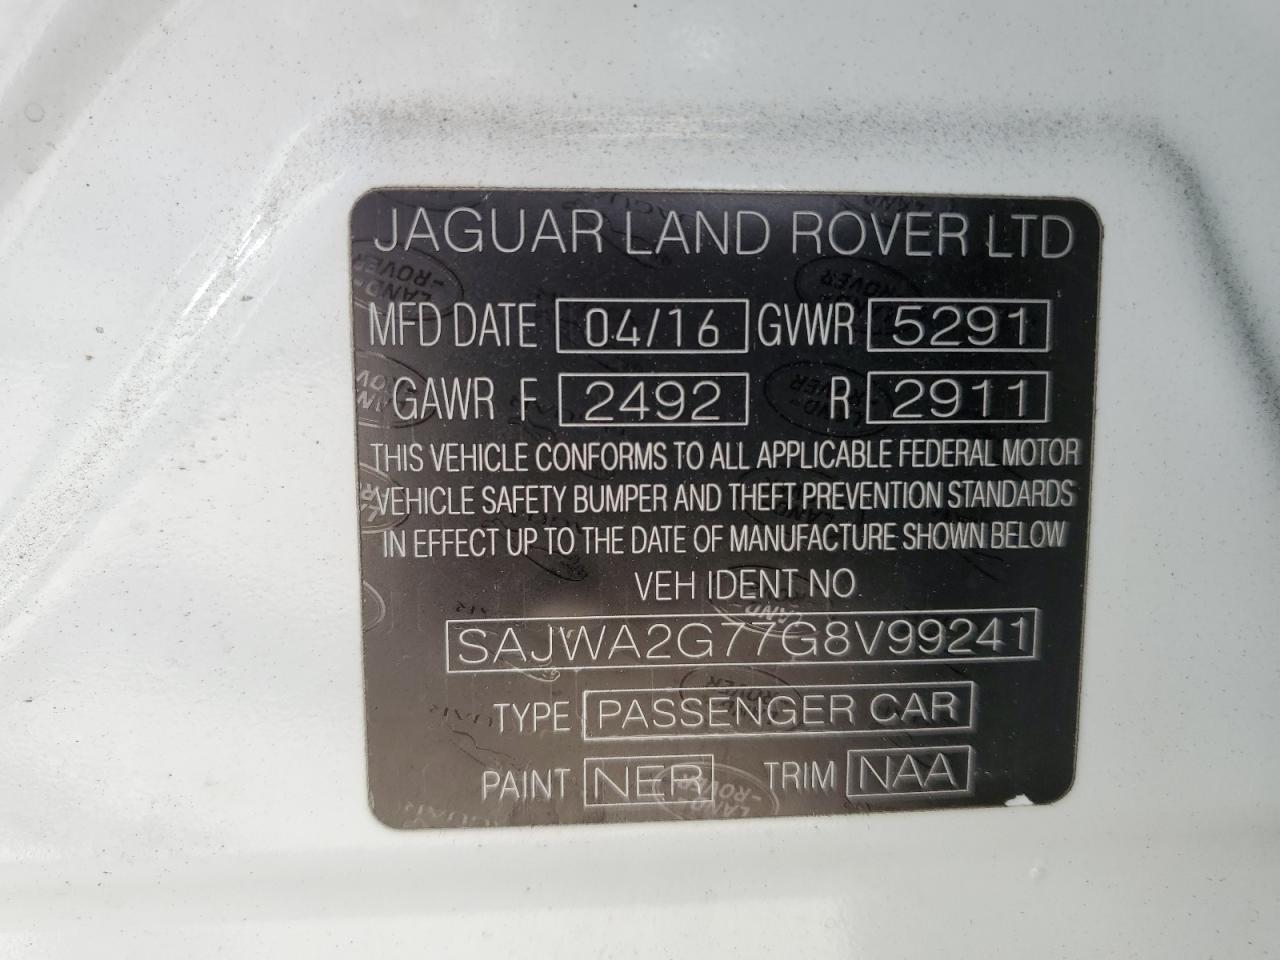 JAGUAR LAND ROVER LTD
MFD DATE 04/16 GVWR 5291
GAWR F 2492 R 2911
THIS VEHICLE CONFORMS TO ALL APPLICABLE FEDERAL MOTOR
VEHICLE SAFETY BUMPER AND THEFT PREVENTION STANDARDS
IN EFFECT UP TO THE DATE OF MANUFACTURE SHOWN BELOW
VEH IDENT NO
SAJWA2G77G8V99241
TYPE PASSENGER CAR
PAINT NER TRIM NAA